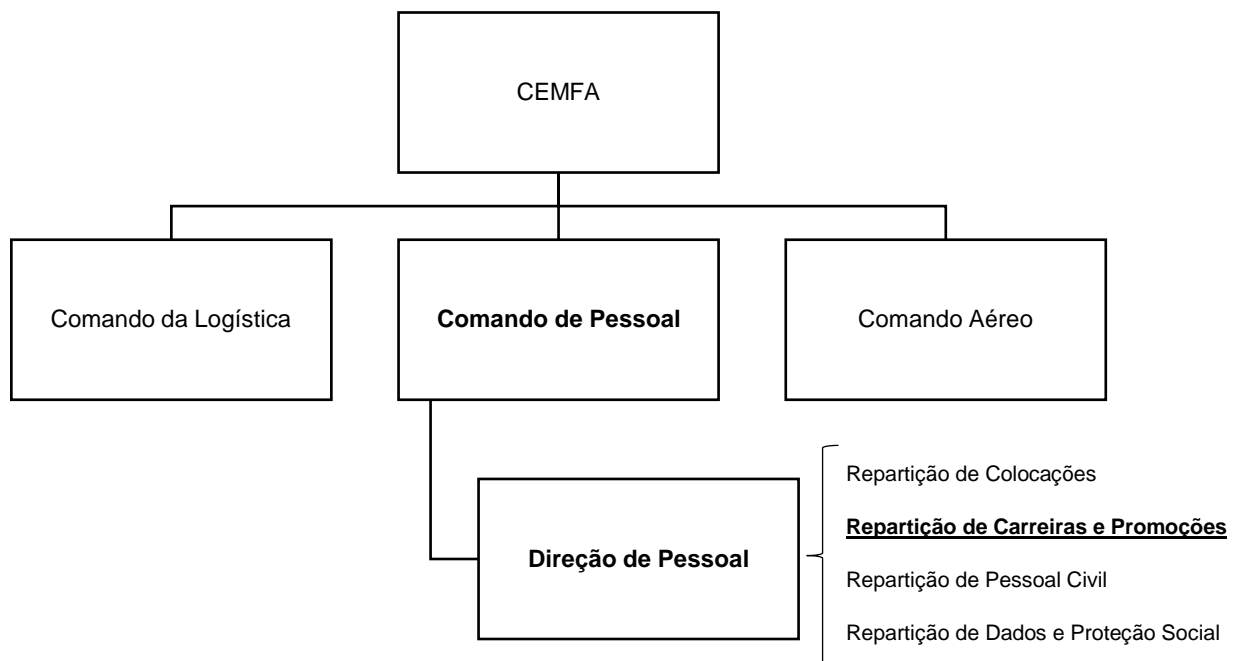 CEMFA
Comando da Logística
Comando de Pessoal
Comando Aéreo
Direção de Pessoal
Repartição de Colocações
Repartição de Carreiras e Promoções
Repartição de Pessoal Civil
Repartição de Dados e Proteção Social